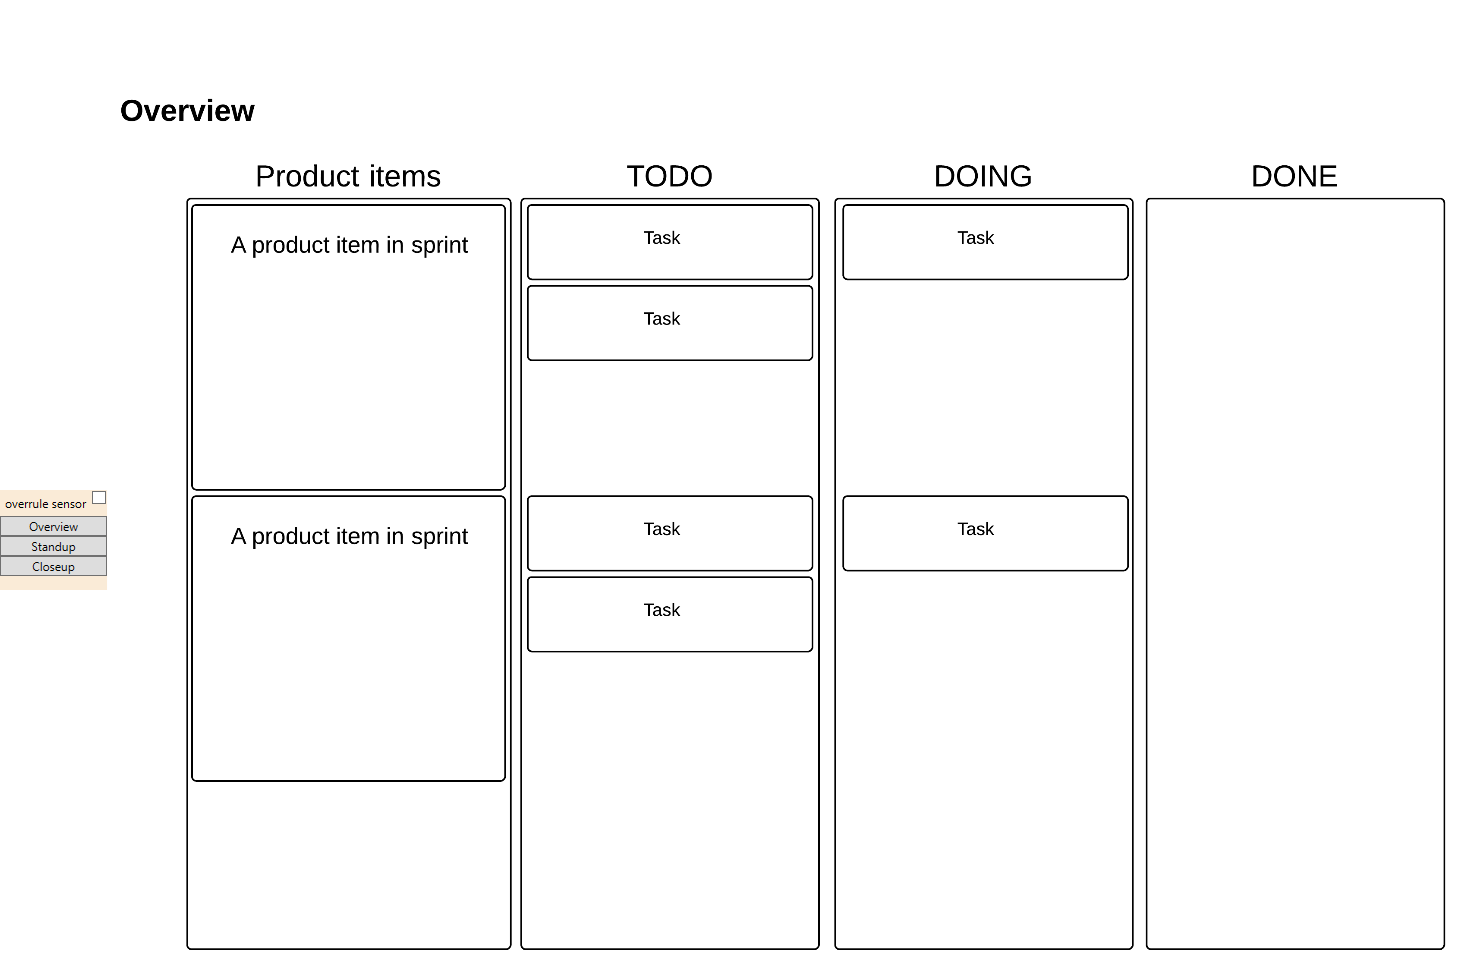 Overview
Product items
TODO
DOING
DONE
A product item in sprint
Task
Task
Task
A product item in sprint
Task
Task
Task
overrule sensor
Overview
Standup
Closeup